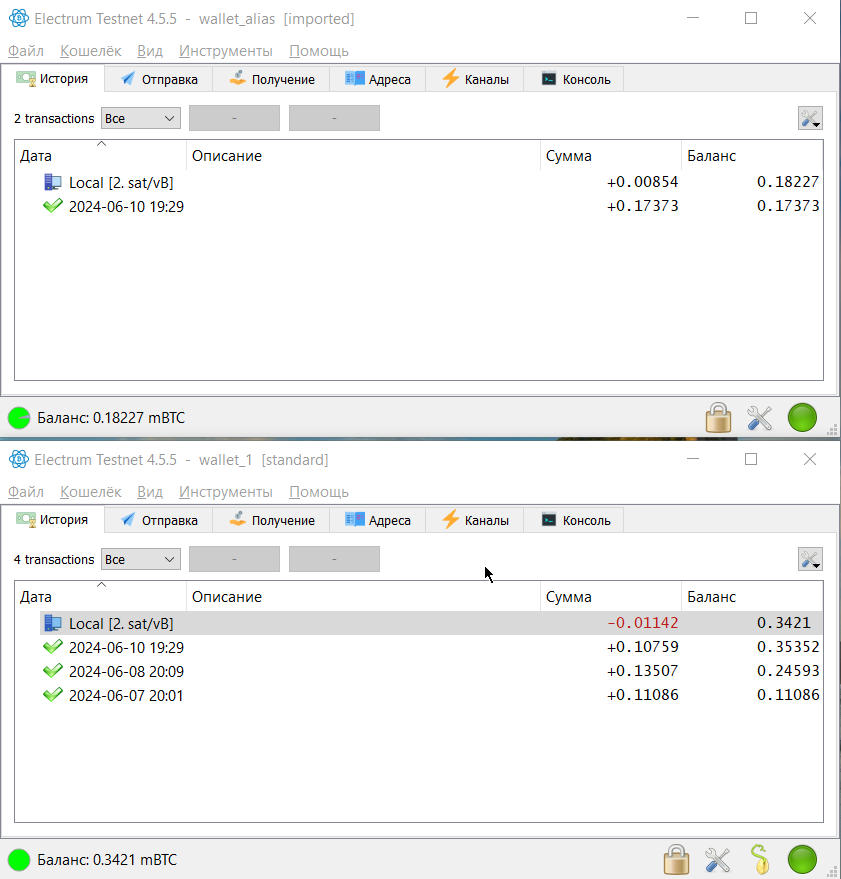 Electrum Testnet 4.5.5 - wallet_alias [imported]
Файл Кошелёк Вид Инструменты Помощь
История Отправка Получение Адреса Каналы Консоль
2 transactions Все - -
Дата Описание Сумма Баланс
Local [2. sat/vB] +0.00854 0.18227
2024-06-10 19:29 +0.17373 0.17373
Баланс: 0.18227 mBTC
Electrum Testnet 4.5.5 - wallet_1 [standard]
Файл Кошелёк Вид Инструменты Помощь
История Отправка Получение Адреса Каналы Консоль
4 transactions Все - -
Дата Описание Сумма Баланс
Local [2. sat/vB] -0.01142 0.3421
2024-06-10 19:29 +0.10759 0.35352
2024-06-08 20:09 +0.13507 0.24593
2024-06-07 20:01 +0.11086 0.11086
Баланс: 0.3421 mBTC